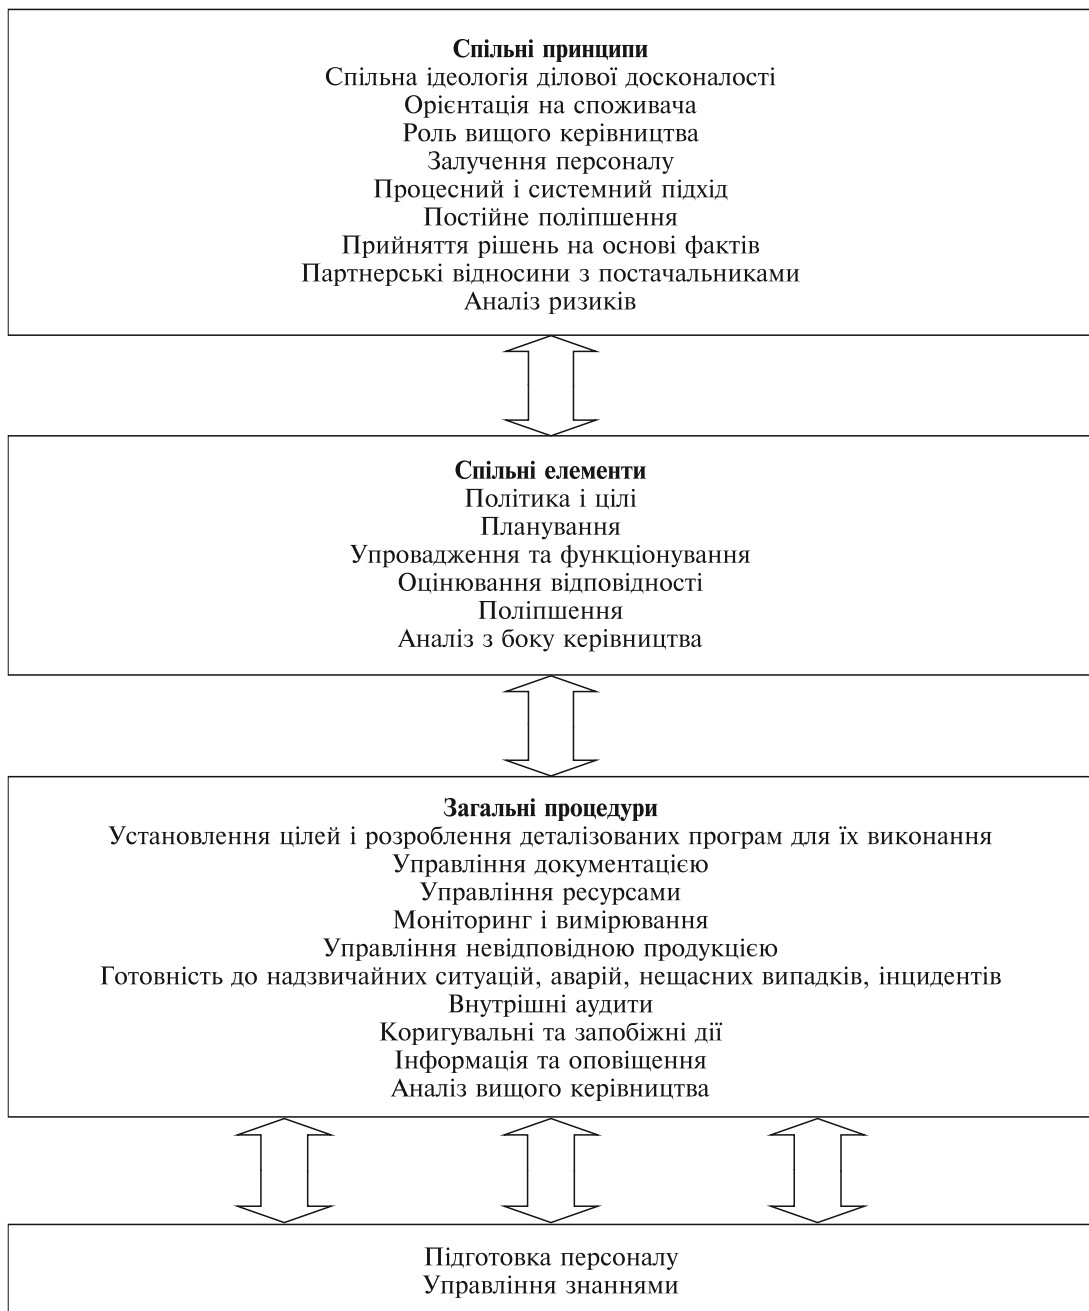 Спільні принципи
Спільна ідеологія ділової досконалості
Орієнтація на споживача
Роль вищого керівництва
Залучення персоналу
Процесний і системний підхід
Постійне поліпшення
Прийняття рішень на основі фактів
Партнерські відносини з постачальниками
Аналіз ризиків
Спільні елементи
Політика і цілі
Планування
Упровадження та функціонування
Оцінювання відповідності
Поліпшення
Аналіз з боку керівництва
Загальні процедури
Установлення цілей і розроблення деталізованих програм для їх виконання
Управління документацією
Управління ресурсами
Моніторинг і вимірювання
Управління невідповідною продукцією
Готовність до надзвичайних ситуацій, аварій, нещасних випадків, інцидентів
Внутрішні аудити
Коригувальні та запобіжні дії
Інформація та оповіщення
Аналіз вищого керівництва
Підготовка персоналу
Управління знаннями